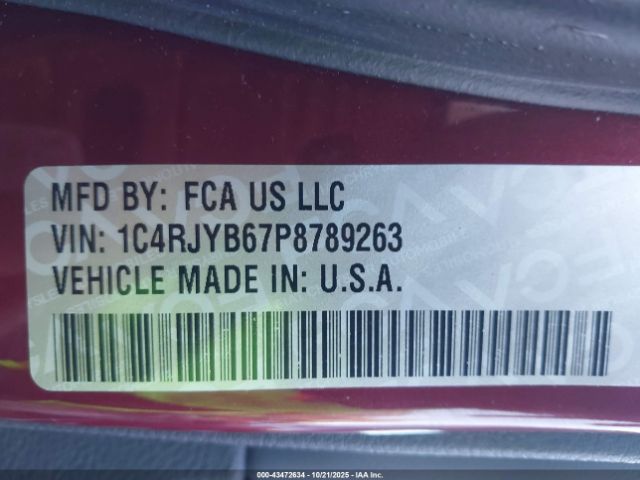 MFD BY: FCA US LLC
VIN: 1C4RJYB67P8789263
VEHICLE MADE IN: U.S.A.
000-43472634 - 10/21/2025 - IAA Inc.